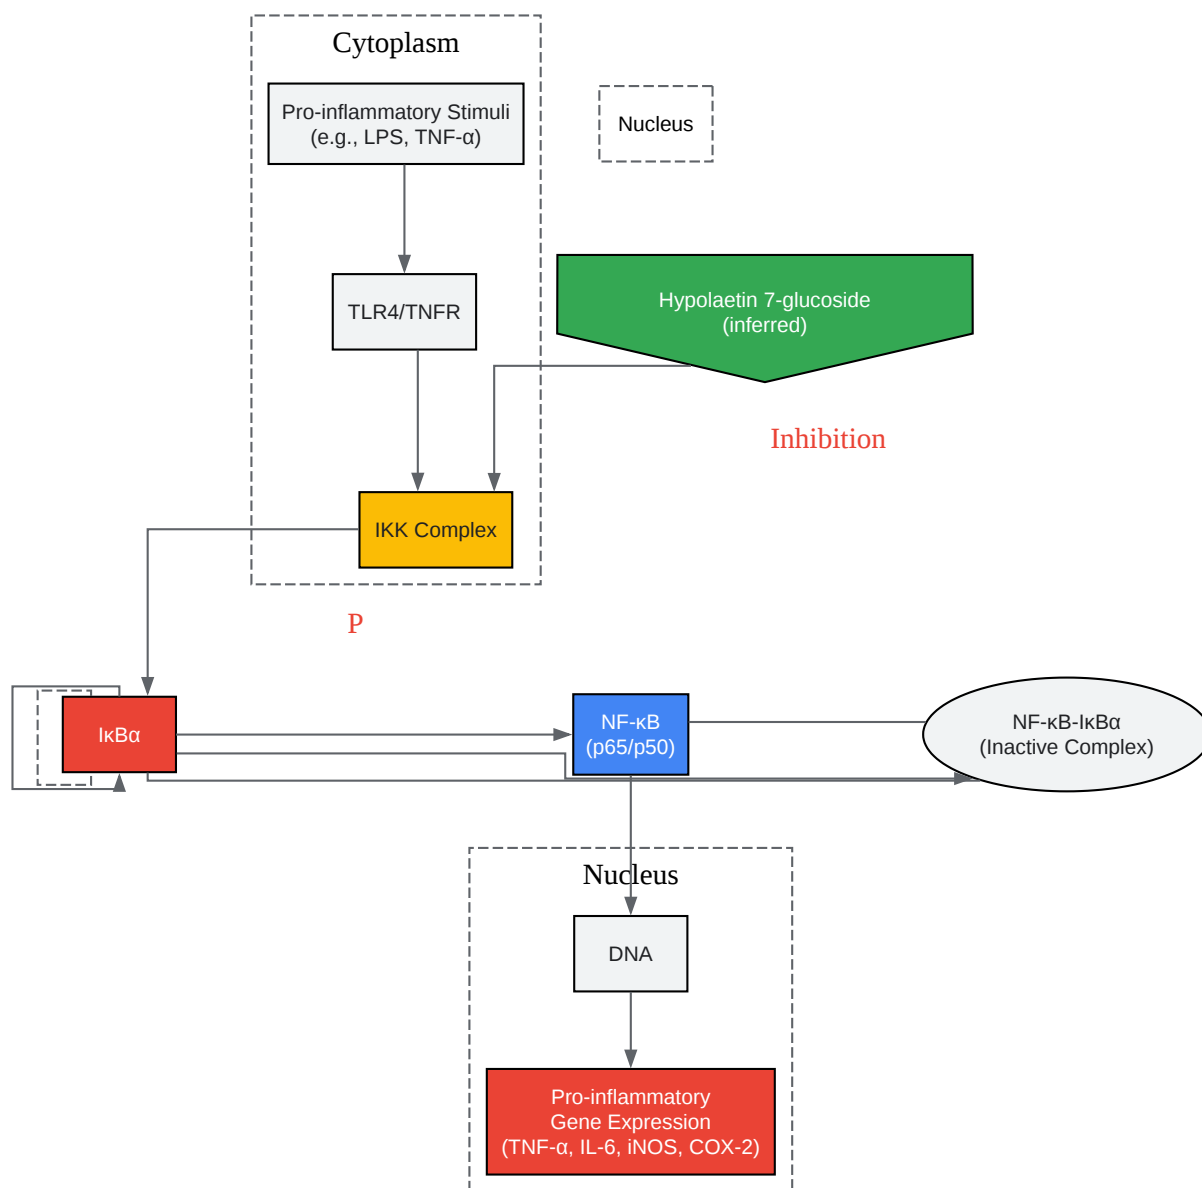 Cytoplasm
Pro-inflammatory Stimuli
(e.g., LPS, TNF-α)
Nucleus
TLR4/TNFR
Hypolaetin 7-glucoside
(inferred)
Inhibition
IKK Complex
P
IκBα
NF-κB
(p65/p50)
NF-κB-IκBα
(Inactive Complex)
Nucleus
DNA
Pro-inflammatory
Gene Expression
(TNF-α, IL-6, iNOS, COX-2)